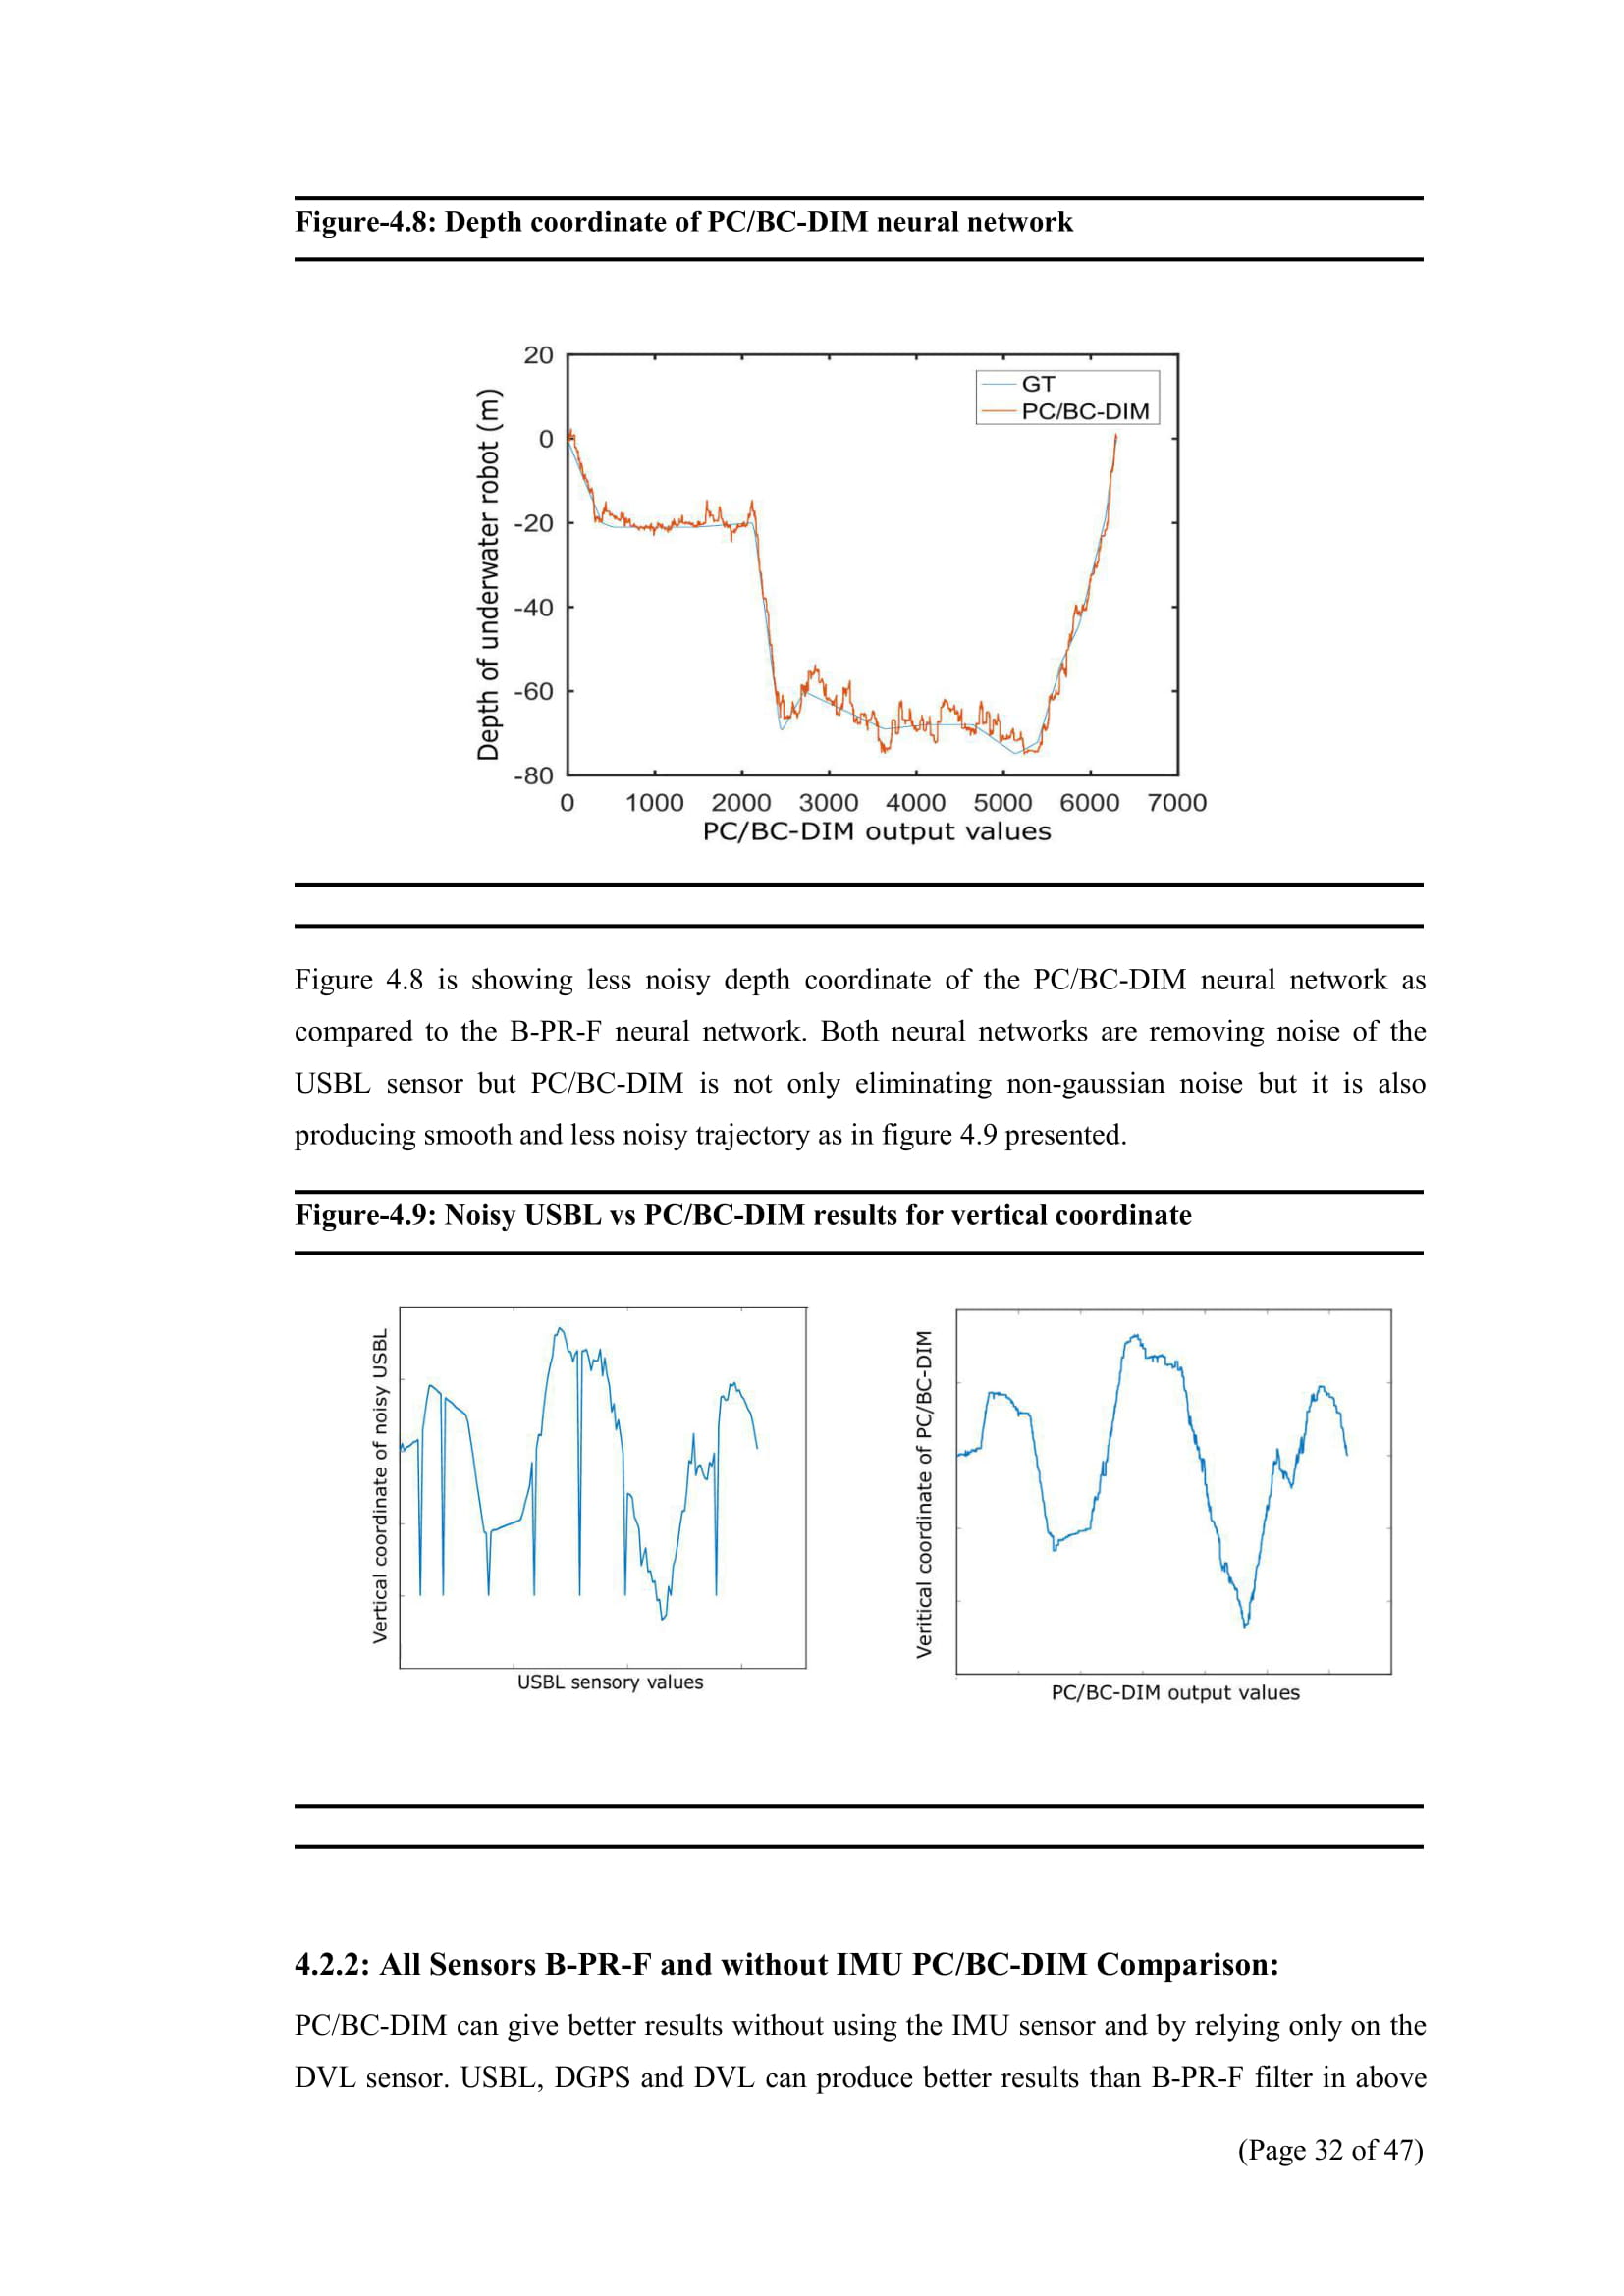 Figure-4.8: Depth coordinate of PC/BC-DIM neural network
20
0
-20
-40
-60
-80
Depth of underwater robot (m)
GT
PC/BC-DIM
0 1000 2000 3000 4000 5000 6000 7000
PC/BC-DIM output values
Figure 4.8 is showing less noisy depth coordinate of the PC/BC-DIM neural network as
compared to the B-PR-F neural network. Both neural networks are removing noise of the
USBL sensor but PC/BC-DIM is not only eliminating non-gaussian noise but it is also
producing smooth and less noisy trajectory as in figure 4.9 presented.
Figure-4.9: Noisy USBL vs PC/BC-DIM results for vertical coordinate
Vertical coordinate of noisy USBL
USBL sensory values
Veritical coordinate of PC/BC-DIM
PC/BC-DIM output values
4.2.2: All Sensors B-PR-F and without IMU PC/BC-DIM Comparison:
PC/BC-DIM can give better results without using the IMU sensor and by relying only on the
DVL sensor. USBL, DGPS and DVL can produce better results than B-PR-F filter in above
(Page 32 of 47)